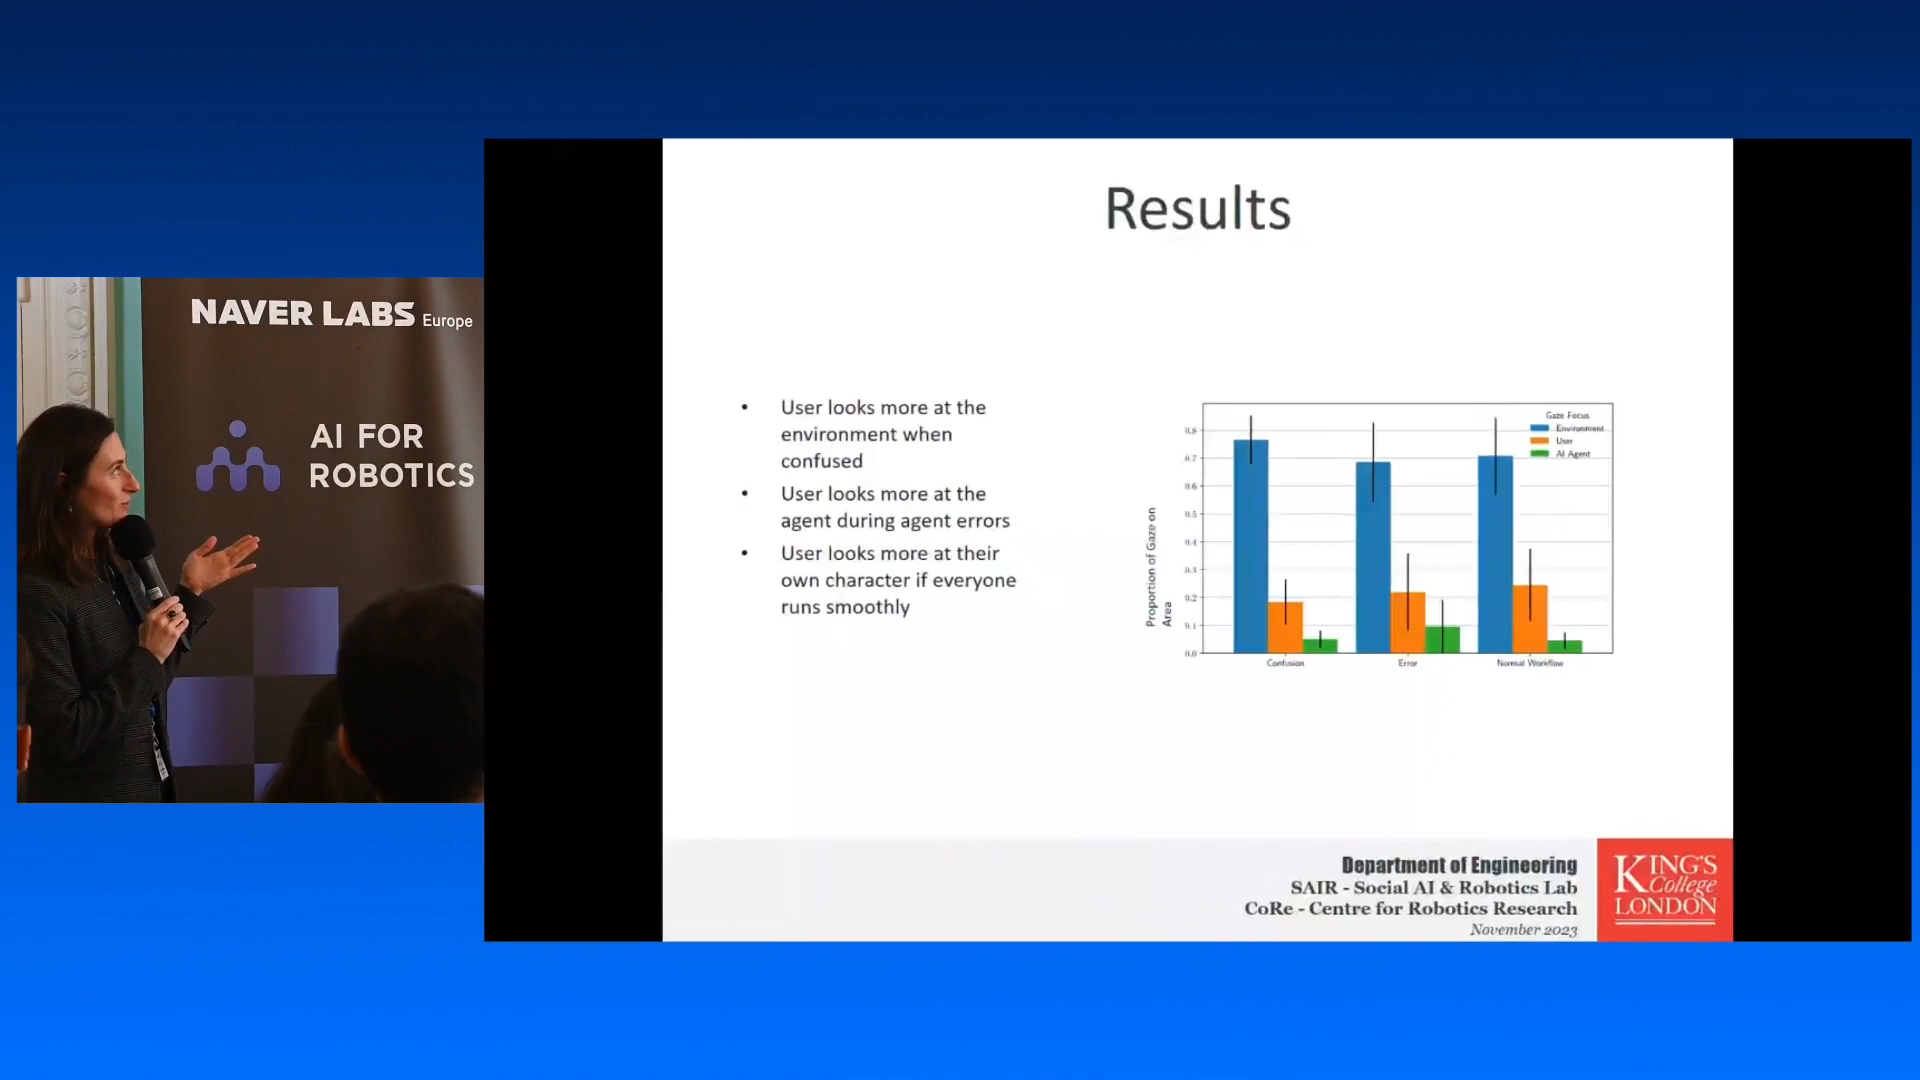 NAVER LABS Europe
AI FOR
ROBOTICS
Results
• User looks more at the
environment when
confused
• User looks more at the
agent during agent errors
• User looks more at their
own character if everyone
runs smoothly
Proportion of Gaze on
Area
0.8
0.7
0.6
0.5
0.4
0.3
0.2
0.1
0.0
Gaze Focus
Environment
User
AI Agent
Confusion
Error
Normal Workflow
Department of Engineering
SAIR - Social AI & Robotics Lab
CoRe - Centre for Robotics Research
November 2023
KING'S
College
LONDON